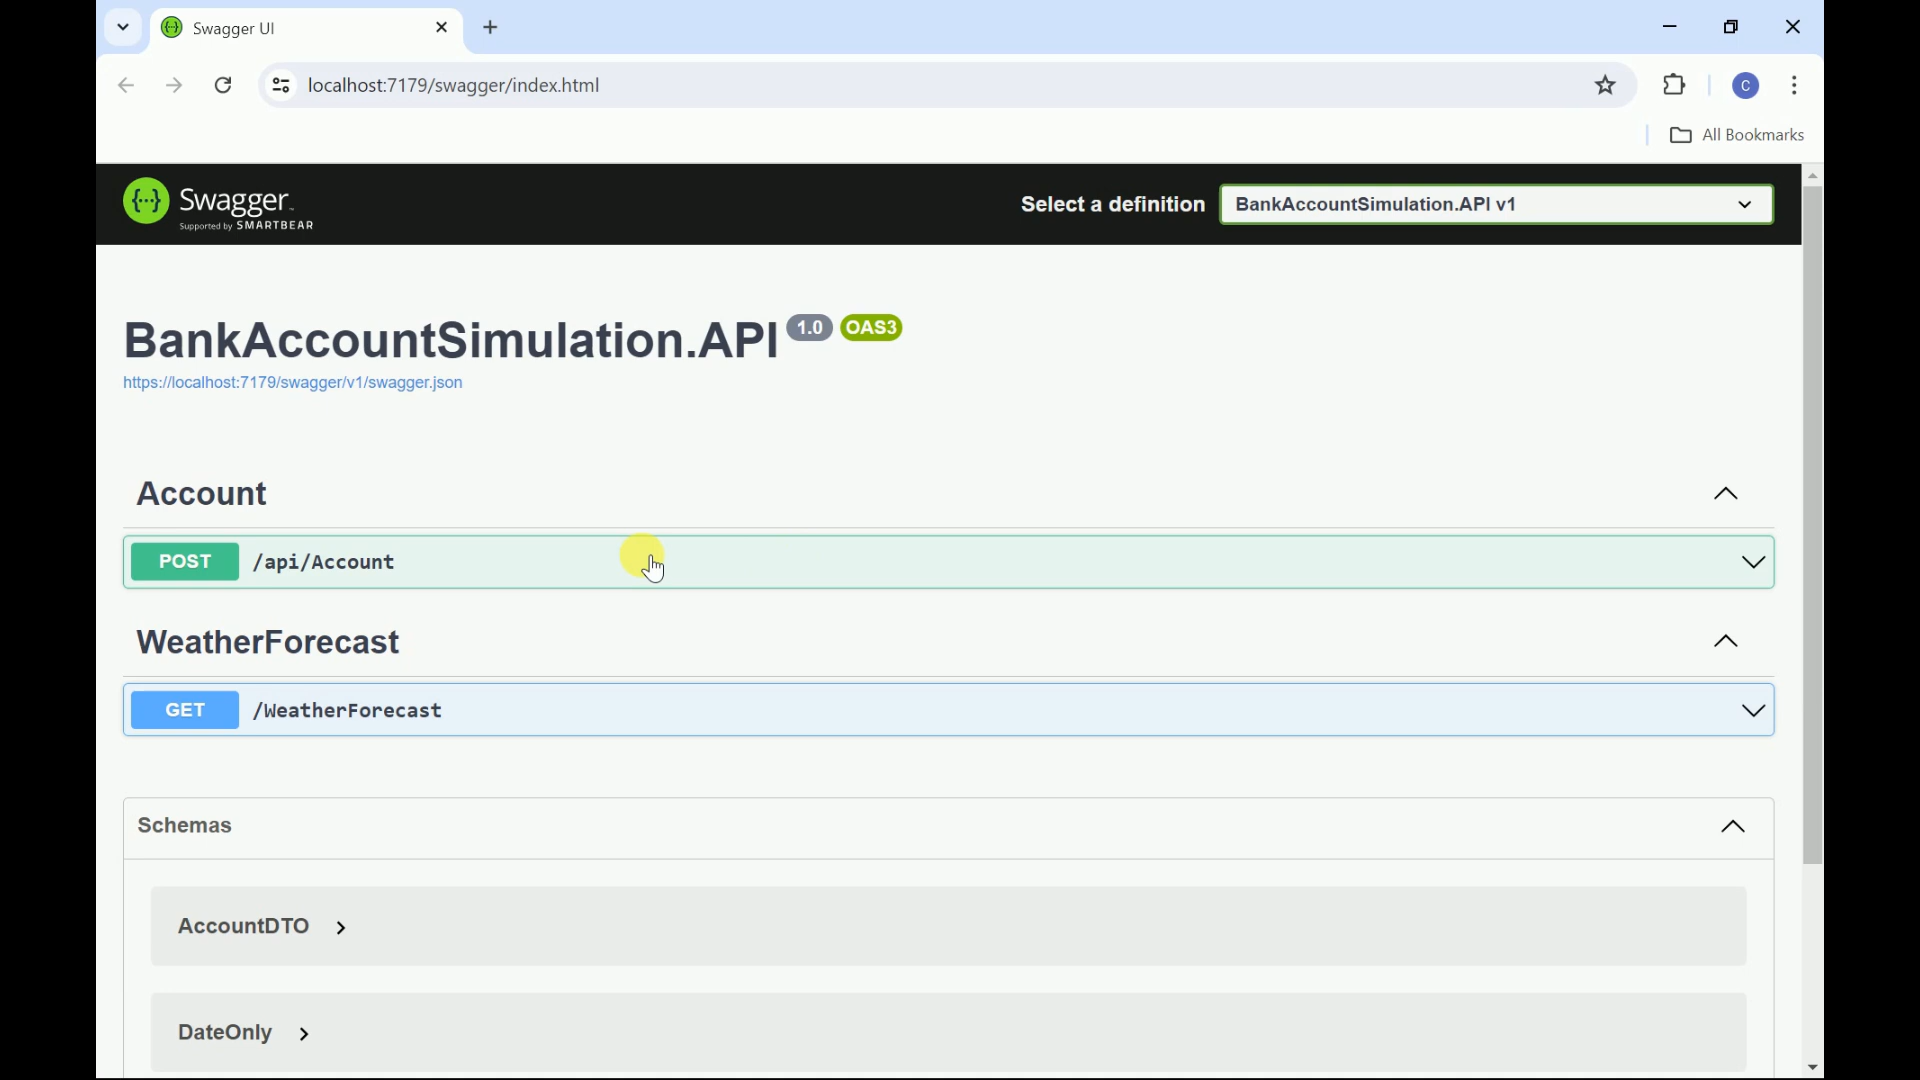 Swagger UI
localhost:7179/swagger/index.html
C
All Bookmarks
Swagger
Supported by SMARTBEAR
Select a definition
BankAccountSimulation.API v1
BankAccountSimulation.API 1.0 OAS3
https://localhost:7179/swagger/v1/swagger.json
Account
POST /api/Account
WeatherForecast
GET /WeatherForecast
Schemas
AccountDTO
DateOnly